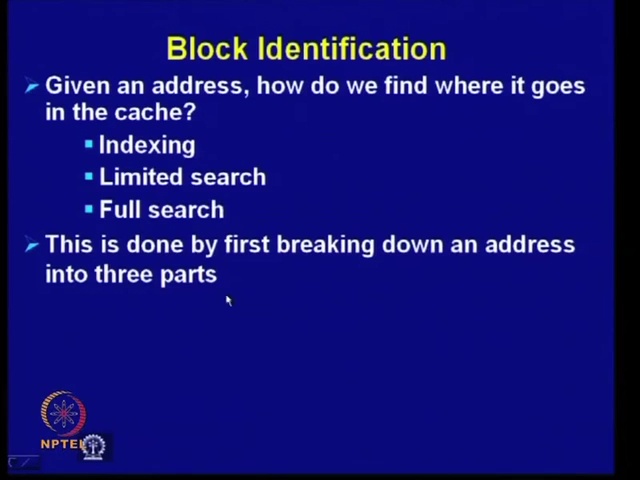 Block Identification
Given an address, how do we find where it goes
in the cache?
Indexing
Limited search
Full search
This is done by first breaking down an address
into three parts
NPTEL